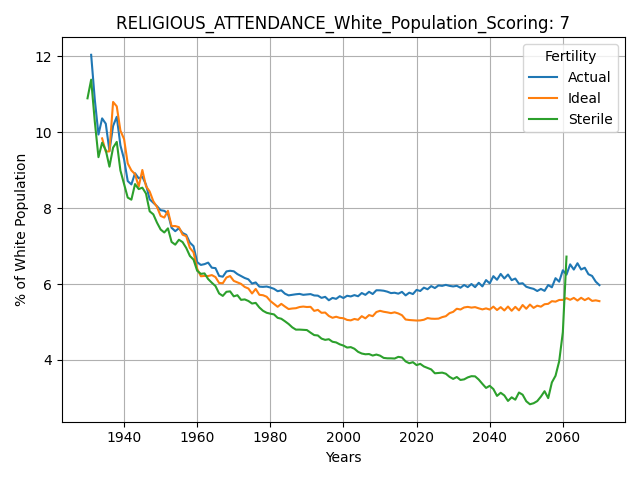 RELIGIOUS_ATTENDANCE_White_Population_Scoring: 7
Fertility
Actual
Ideal
Sterile
% of White Population
12
10
8
6
4
1940 1960 1980 2000 2020 2040 2060
Years